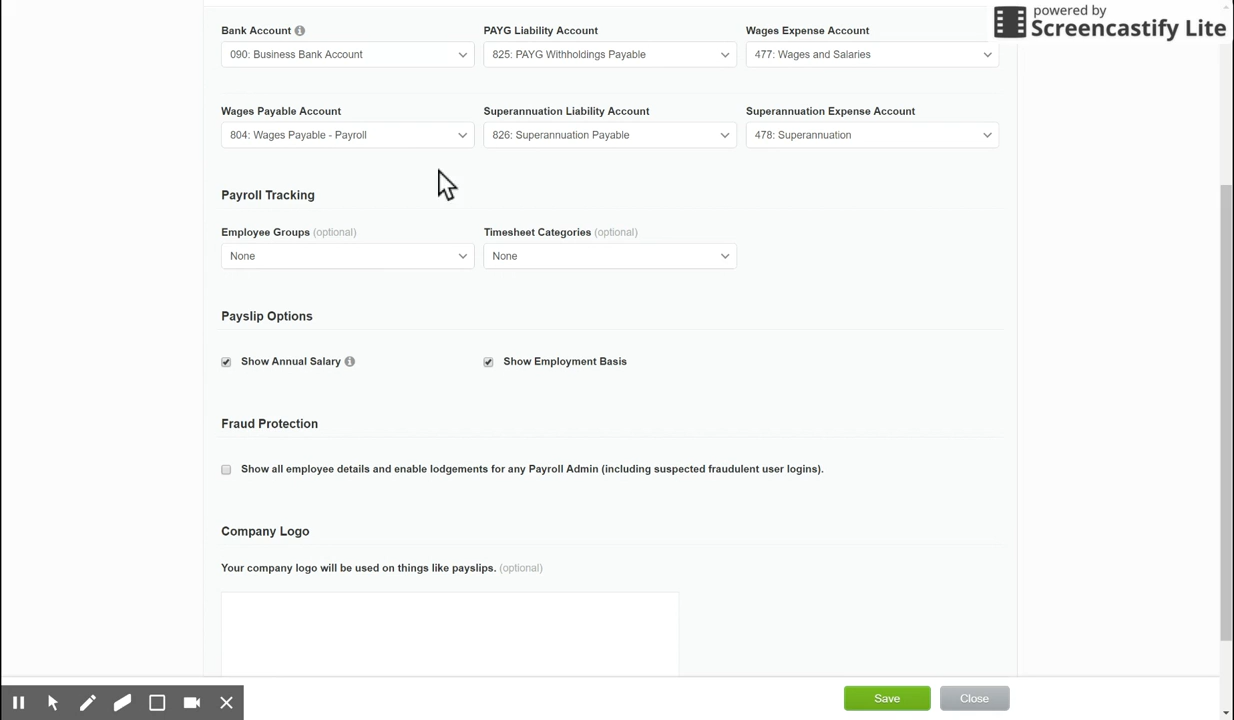 powered by
Screencastify Lite
Bank Account
PAYG Liability Account
Wages Expense Account
090: Business Bank Account
825: PAYG Withholdings Payable
477: Wages and Salaries
Wages Payable Account
Superannuation Liability Account
Superannuation Expense Account
804: Wages Payable - Payroll
826: Superannuation Payable
478: Superannuation
Payroll Tracking
Employee Groups (optional)
Timesheet Categories (optional)
None
None
Payslip Options
Show Annual Salary
Show Employment Basis
Fraud Protection
Show all employee details and enable lodgements for any Payroll Admin (including suspected fraudulent user logins).
Company Logo
Your company logo will be used on things like payslips. (optional)
Save
Close